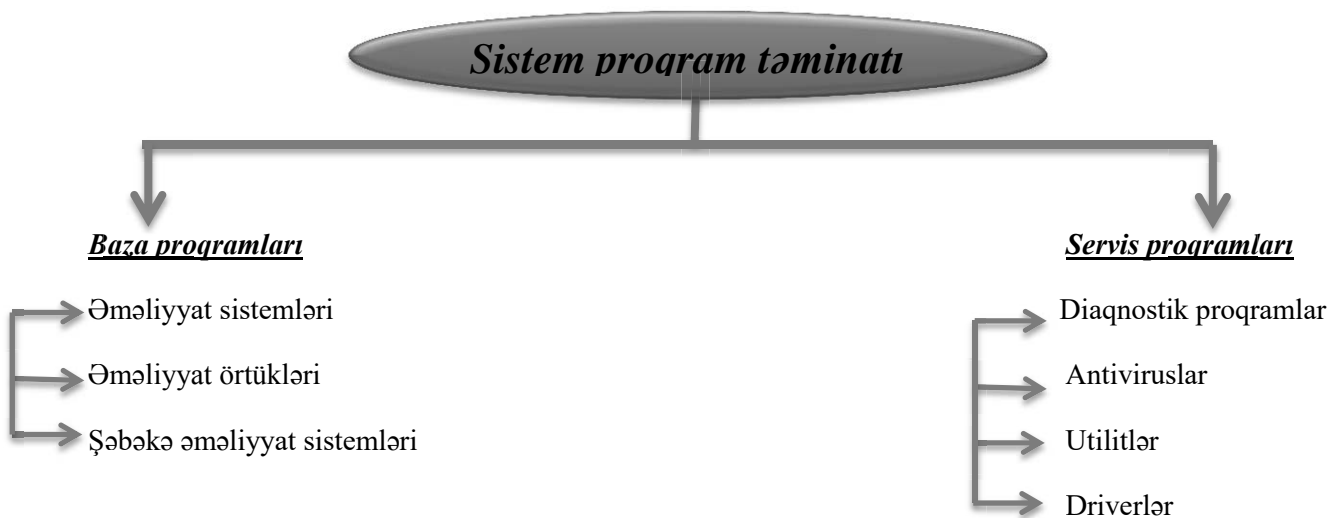 Sistem proqram təminatı
Baza proqramları
Əməliyyat sistemləri
Əməliyyat örtükləri
Şəbəkə əməliyyat sistemləri
Servis proqramları
Diaqnostik proqramlar
Antiviruslar
Utilitlər
Driverlər